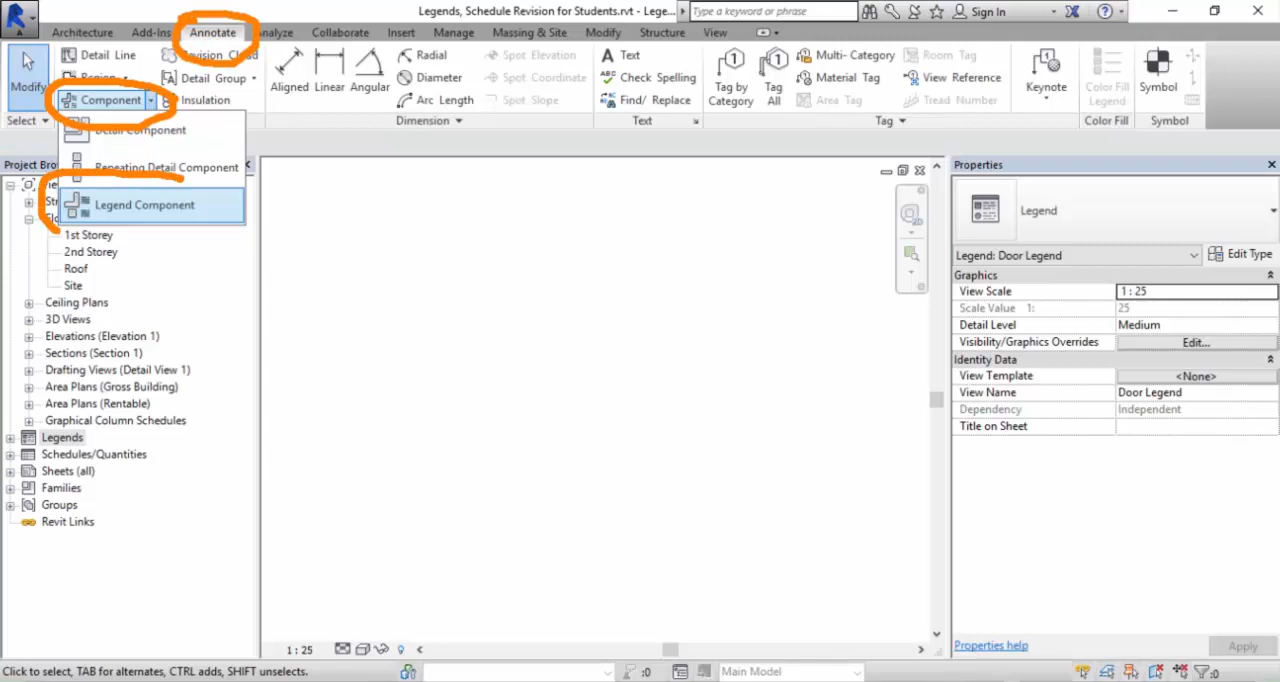 Legends, Schedule Revision for Students.rvt - Lege...
Type a keyword or phrase
Sign In
Architecture Add-Ins Annotate Analyze Collaborate Insert Manage Massing & Site Modify Structure View
Modify
Select
Detail Line
Region
Component
Revision Cloud
Detail Group
Insulation
Detail Component
Repeating Detail Component
Legend Component
Aligned Linear Angular
Radial
Diameter
Arc Length
Spot Elevation
Spot Coordinate
Spot Slope
Dimension
Text
Check Spelling
Find/ Replace
Text
Tag by Category
Tag All
Multi- Category
Material Tag
Area Tag
Room Tag
View Reference
Tread Number
Tag
Keynote
Color Fill Legend
Color Fill
Symbol
Symbol
Project Bro
1st Storey
2nd Storey
Roof
Site
Ceiling Plans
3D Views
Elevations (Elevation 1)
Sections (Section 1)
Drafting Views (Detail View 1)
Area Plans (Gross Building)
Area Plans (Rentable)
Graphical Column Schedules
Legends
Schedules/Quantities
Sheets (all)
Families
Groups
Revit Links
2D
1 : 25
Properties
Legend
Legend: Door Legend
Edit Type
Graphics
View Scale 1 : 25
Scale Value 1: 25
Detail Level Medium
Visibility/Graphics Overrides Edit...
Identity Data
View Template <None>
View Name Door Legend
Dependency Independent
Title on Sheet
Properties help
Apply
Click to select, TAB for alternates, CTRL adds, SHIFT unselects.
:0
Main Model
:0